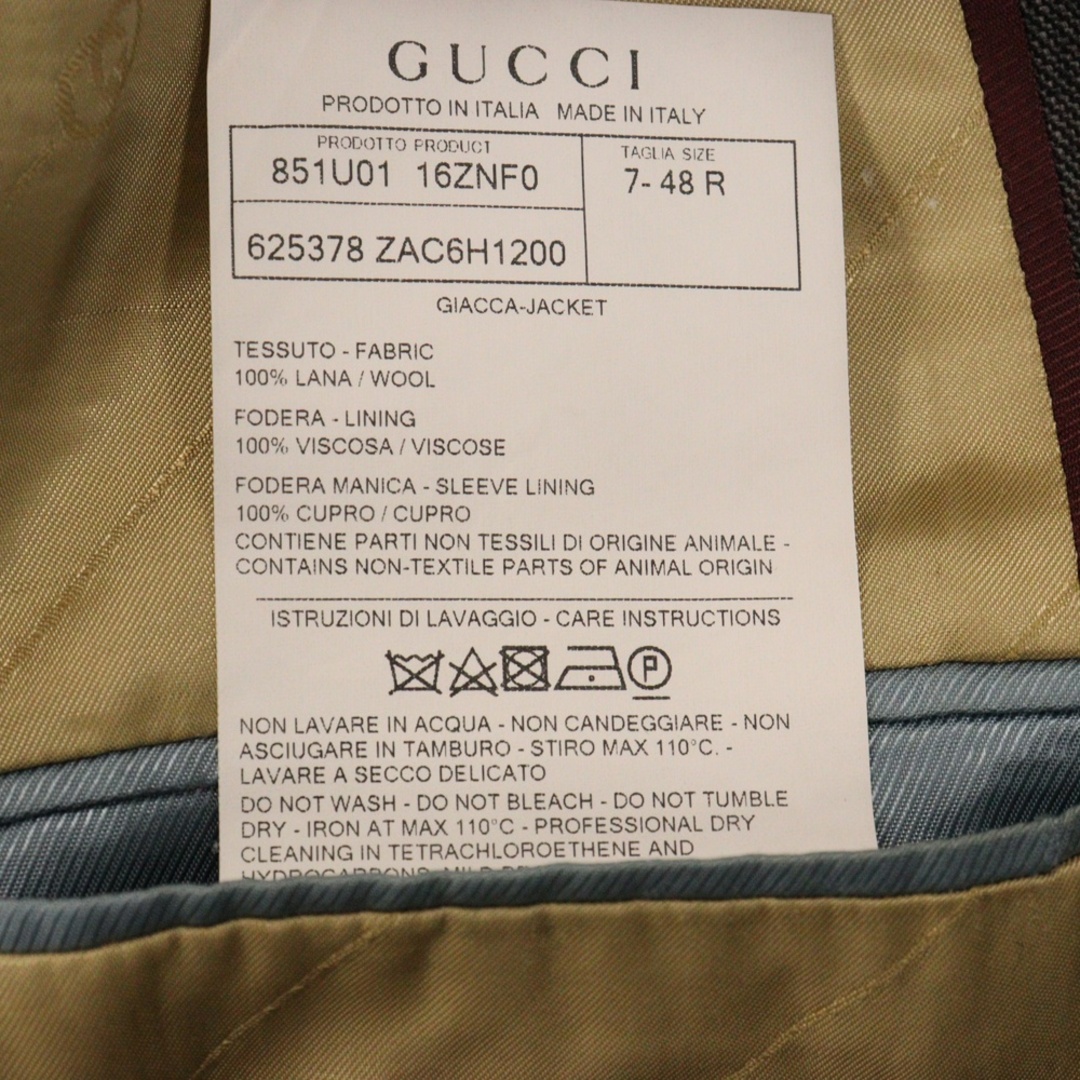 GUCCI
PRODOTTO IN ITALIA MADE IN ITALY
PRODOTTO PRODUCT
851U01 16ZNF0
TAGLIA SIZE
7- 48 R
625378 ZAC6H1200
GIACCA-JACKET
TESSUTO - FABRIC
100% LANA / WOOL
FODERA - LINING
100% VISCOSA / VISCOSE
FODERA MANICA - SLEEVE LINING
100% CUPRO / CUPRO
CONTIENE PARTI NON TESSILI DI ORIGINE ANIMALE -
CONTAINS NON-TEXTILE PARTS OF ANIMAL ORIGIN
ISTRUZIONI DI LAVAGGIO - CARE INSTRUCTIONS
P
NON LAVARE IN ACQUA - NON CANDEGGIARE - NON
ASCIUGARE IN TAMBURO - STIRO MAX 110°C. -
LAVARE A SECCO DELICATO
DO NOT WASH - DO NOT BLEACH - DO NOT TUMBLE
DRY - IRON AT MAX 110°C - PROFESSIONAL DRY
CLEANING IN TETRACHLOROETHENE AND
HYDROCARBONS, MILD